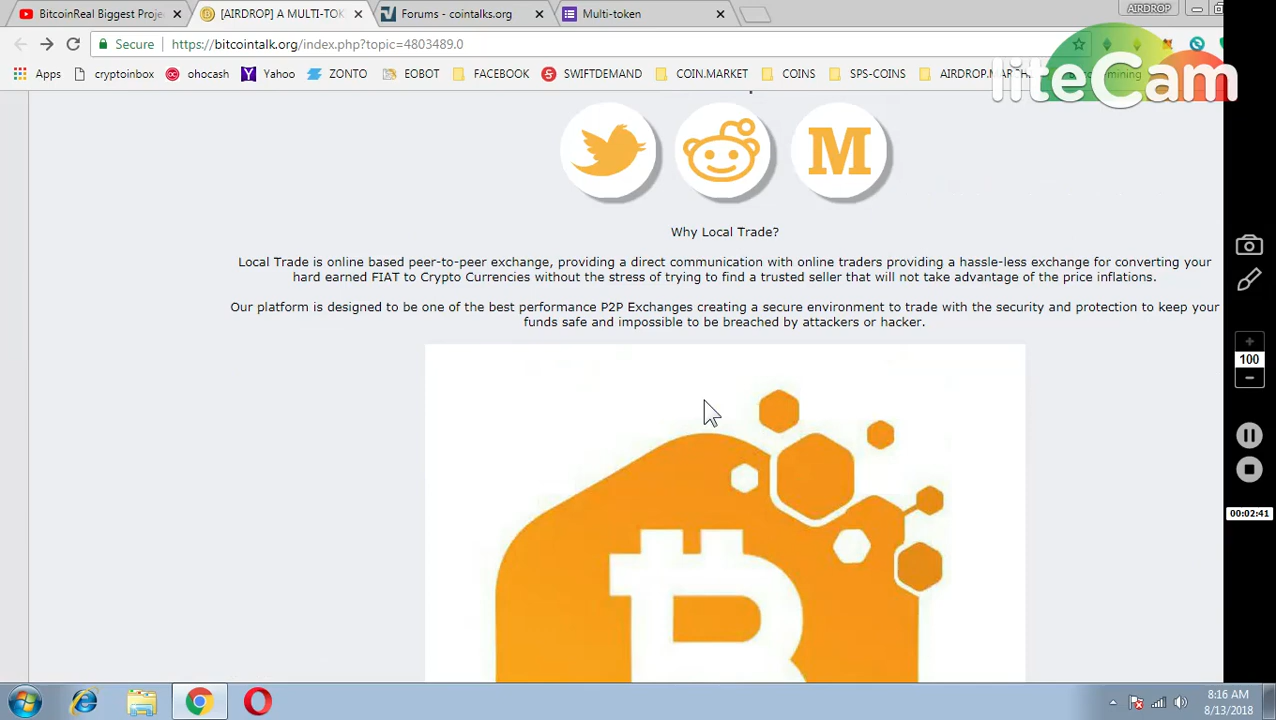 BitcoinReal Biggest Proje
[AIRDROP] A MULTI-TOK
Forums - cointalks.org
Multi-token
AIRDROP
Secure
https://bitcointalk.org/index.php?topic=4803489.0
Apps
cryptoinbox
ohocash
Yahoo
ZONTO
EOBOT
FACEBOOK
SWIFTDEMAND
COIN.MARKET
COINS
SPS-COINS
AIRDROP.MA
mining
liteCam
M
Why Local Trade?
Local Trade is online based peer-to-peer exchange, providing a direct communication with online traders providing a hassle-less exchange for converting your
hard earned FIAT to Crypto Currencies without the stress of trying to find a trusted seller that will not take advantage of the price inflations.
Our platform is designed to be one of the best performance P2P Exchanges creating a secure environment to trade with the security and protection to keep your
funds safe and impossible to be breached by attackers or hacker.
100
00:02:41
8:16 AM
8/13/2018